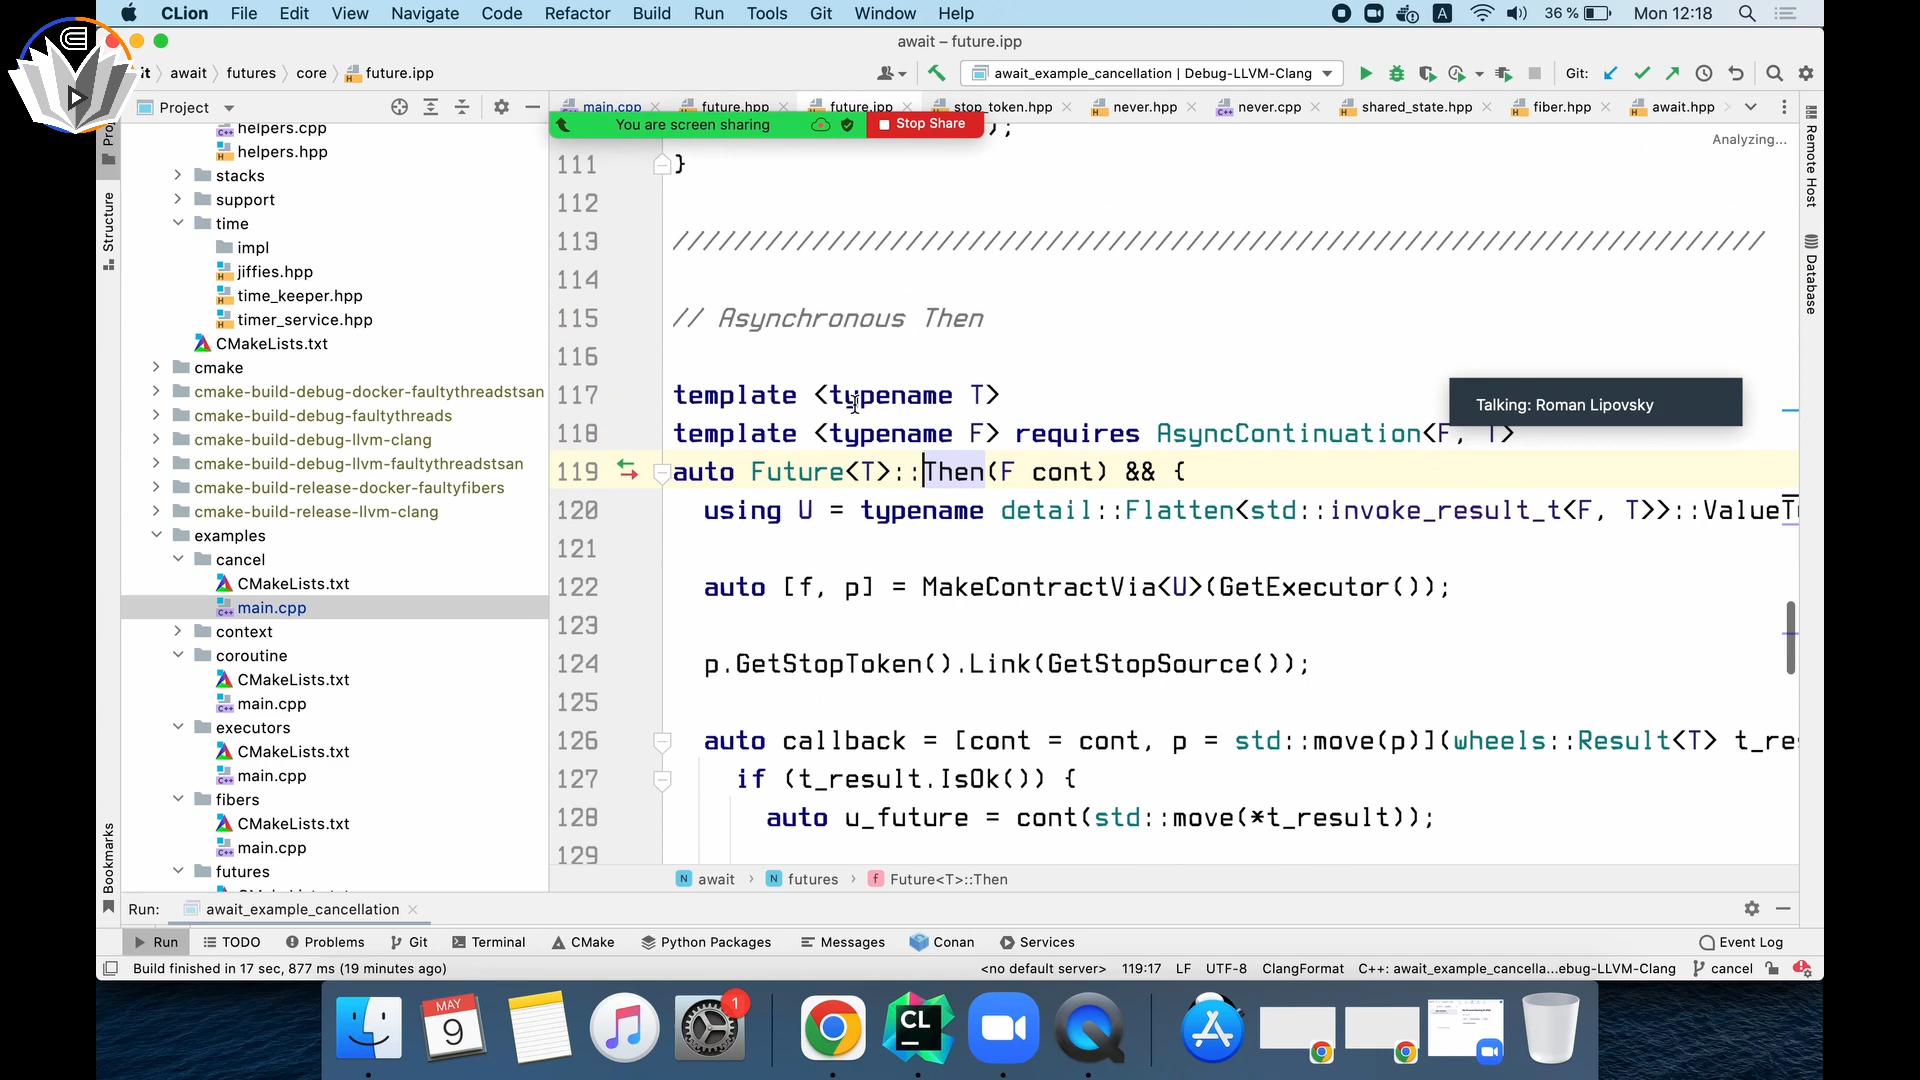 CLion File Edit View Navigate Code Refactor Build Run Tools Git Window Help A 36 % Mon 12:18
await – future.ipp
await futures core future.ipp await_example_cancellation | Debug-LLVM-Clang Git:
Project main.cpp future.hpp future.ipp stop_token.hpp never.hpp never.cpp shared_state.hpp fiber.hpp await.hpp
You are screen sharing Stop Share
Analyzing...
Structure
Bookmarks
Remote Host
Database
helpers.cpp
helpers.hpp
stacks
support
time
impl
jiffies.hpp
time_keeper.hpp
timer_service.hpp
CMakeLists.txt
cmake
cmake-build-debug-docker-faultythreadstsan
cmake-build-debug-faultythreads
cmake-build-debug-llvm-clang
cmake-build-debug-llvm-faultythreadstsan
cmake-build-release-docker-faultyfibers
cmake-build-release-llvm-clang
examples
cancel
CMakeLists.txt
main.cpp
context
coroutine
CMakeLists.txt
main.cpp
executors
CMakeLists.txt
main.cpp
fibers
CMakeLists.txt
main.cpp
futures
111 }
112
113 //////////////////////////////////////////////////////////////////////
114
115 // Asynchronous Then
116
117 template <typename T>
118 template <typename F> requires AsyncContinuation<F, T>
119 auto Future<T>::Then(F cont) && {
120 using U = typename detail::Flatten<std::invoke_result_t<F, T>>::ValueT
121
122 auto [f, p] = MakeContractVia<U>(GetExecutor());
123
124 p.GetStopToken().Link(GetStopSource());
125
126 auto callback = [cont = cont, p = std::move(p)](wheels::Result<T> t_re
127 if (t_result.IsOk()) {
128 auto u_future = cont(std::move(*t_result));
129
Talking: Roman Lipovsky
await futures Future<T>::Then
Run: await_example_cancellation
Run TODO Problems Git Terminal CMake Python Packages Messages Conan Services Event Log
Build finished in 17 sec, 877 ms (19 minutes ago) <no default server> 119:17 LF UTF-8 ClangFormat C++: await_example_cancella...ebug-LLVM-Clang cancel
MAY
9
1
CL